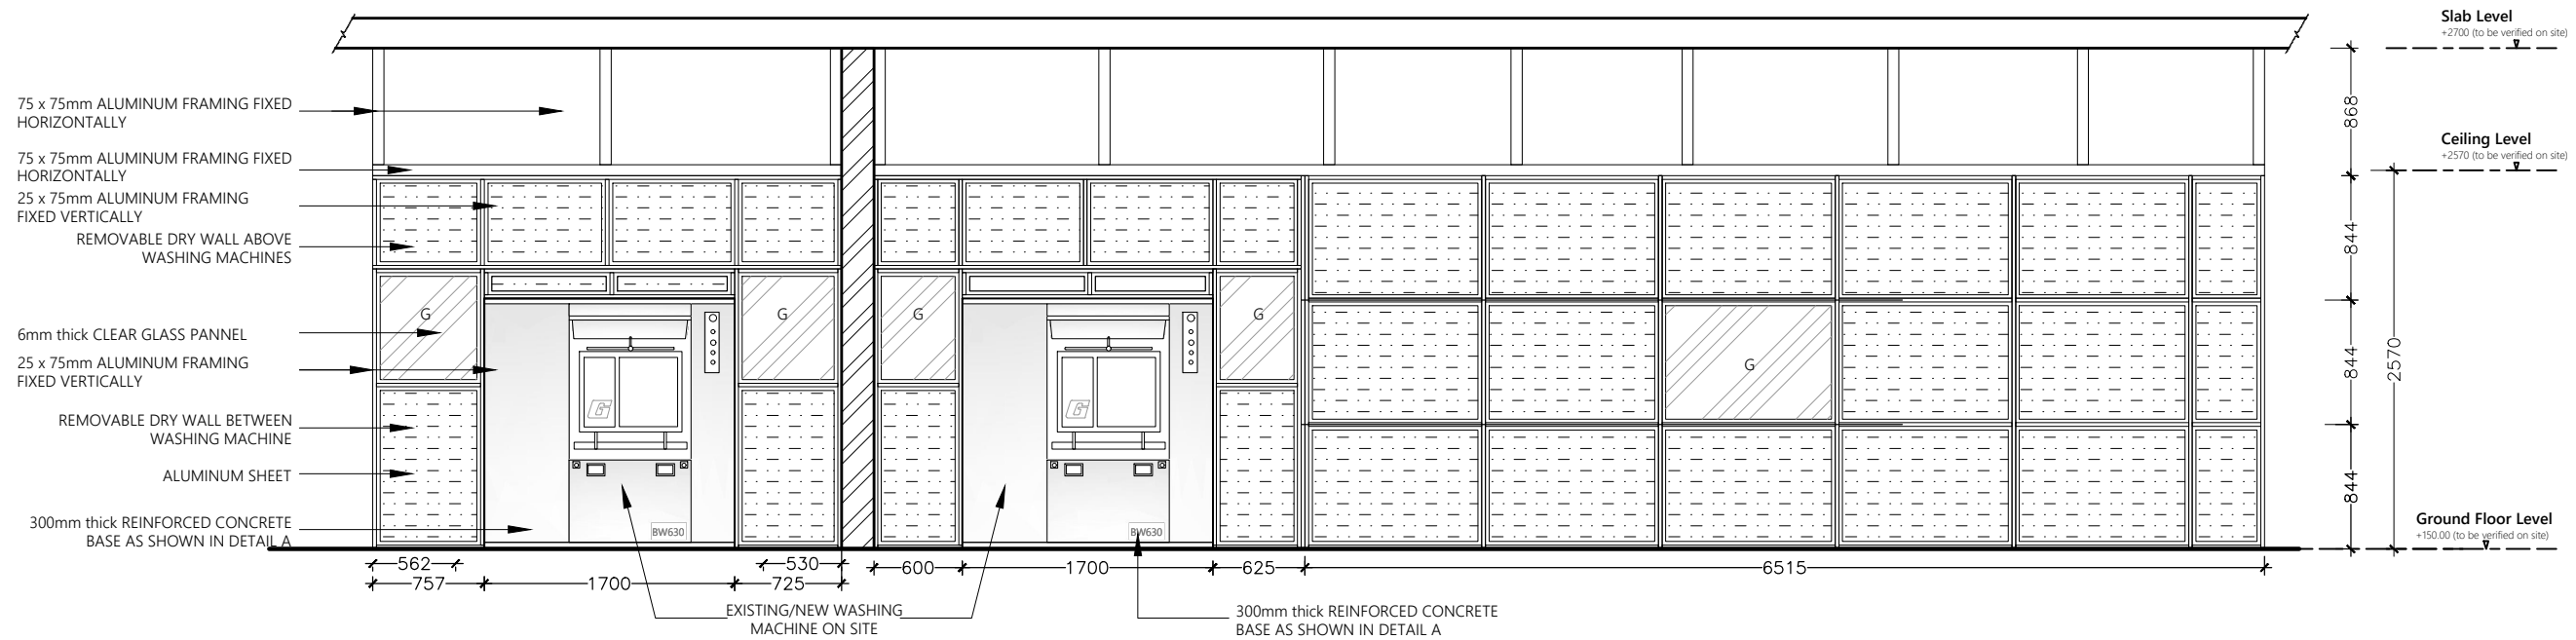 Slab Level
+2700 (to be verified on site)
75 x 75mm ALUMINUM FRAMING FIXED
HORIZONTALLY
868
Ceiling Level
+2570 (to be verified on site)
75 x 75mm ALUMINUM FRAMING FIXED
HORIZONTALLY
25 x 75mm ALUMINUM FRAMING
FIXED VERTICALLY
REMOVABLE DRY WALL ABOVE
WASHING MACHINES
844
G
G
G
G
6mm thick CLEAR GLASS PANNEL
25 x 75mm ALUMINUM FRAMING
FIXED VERTICALLY
G
844
2570
REMOVABLE DRY WALL BETWEEN
WASHING MACHINE
ALUMINUM SHEET
844
300mm thick REINFORCED CONCRETE
BASE AS SHOWN IN DETAIL A
G
G
BW630
BW630
Ground Floor Level
+150.00 (to be verified on site)
562
530
600
1700
625
6515
757
1700
725
EXISTING/NEW WASHING
MACHINE ON SITE
300mm thick REINFORCED CONCRETE
BASE AS SHOWN IN DETAIL A